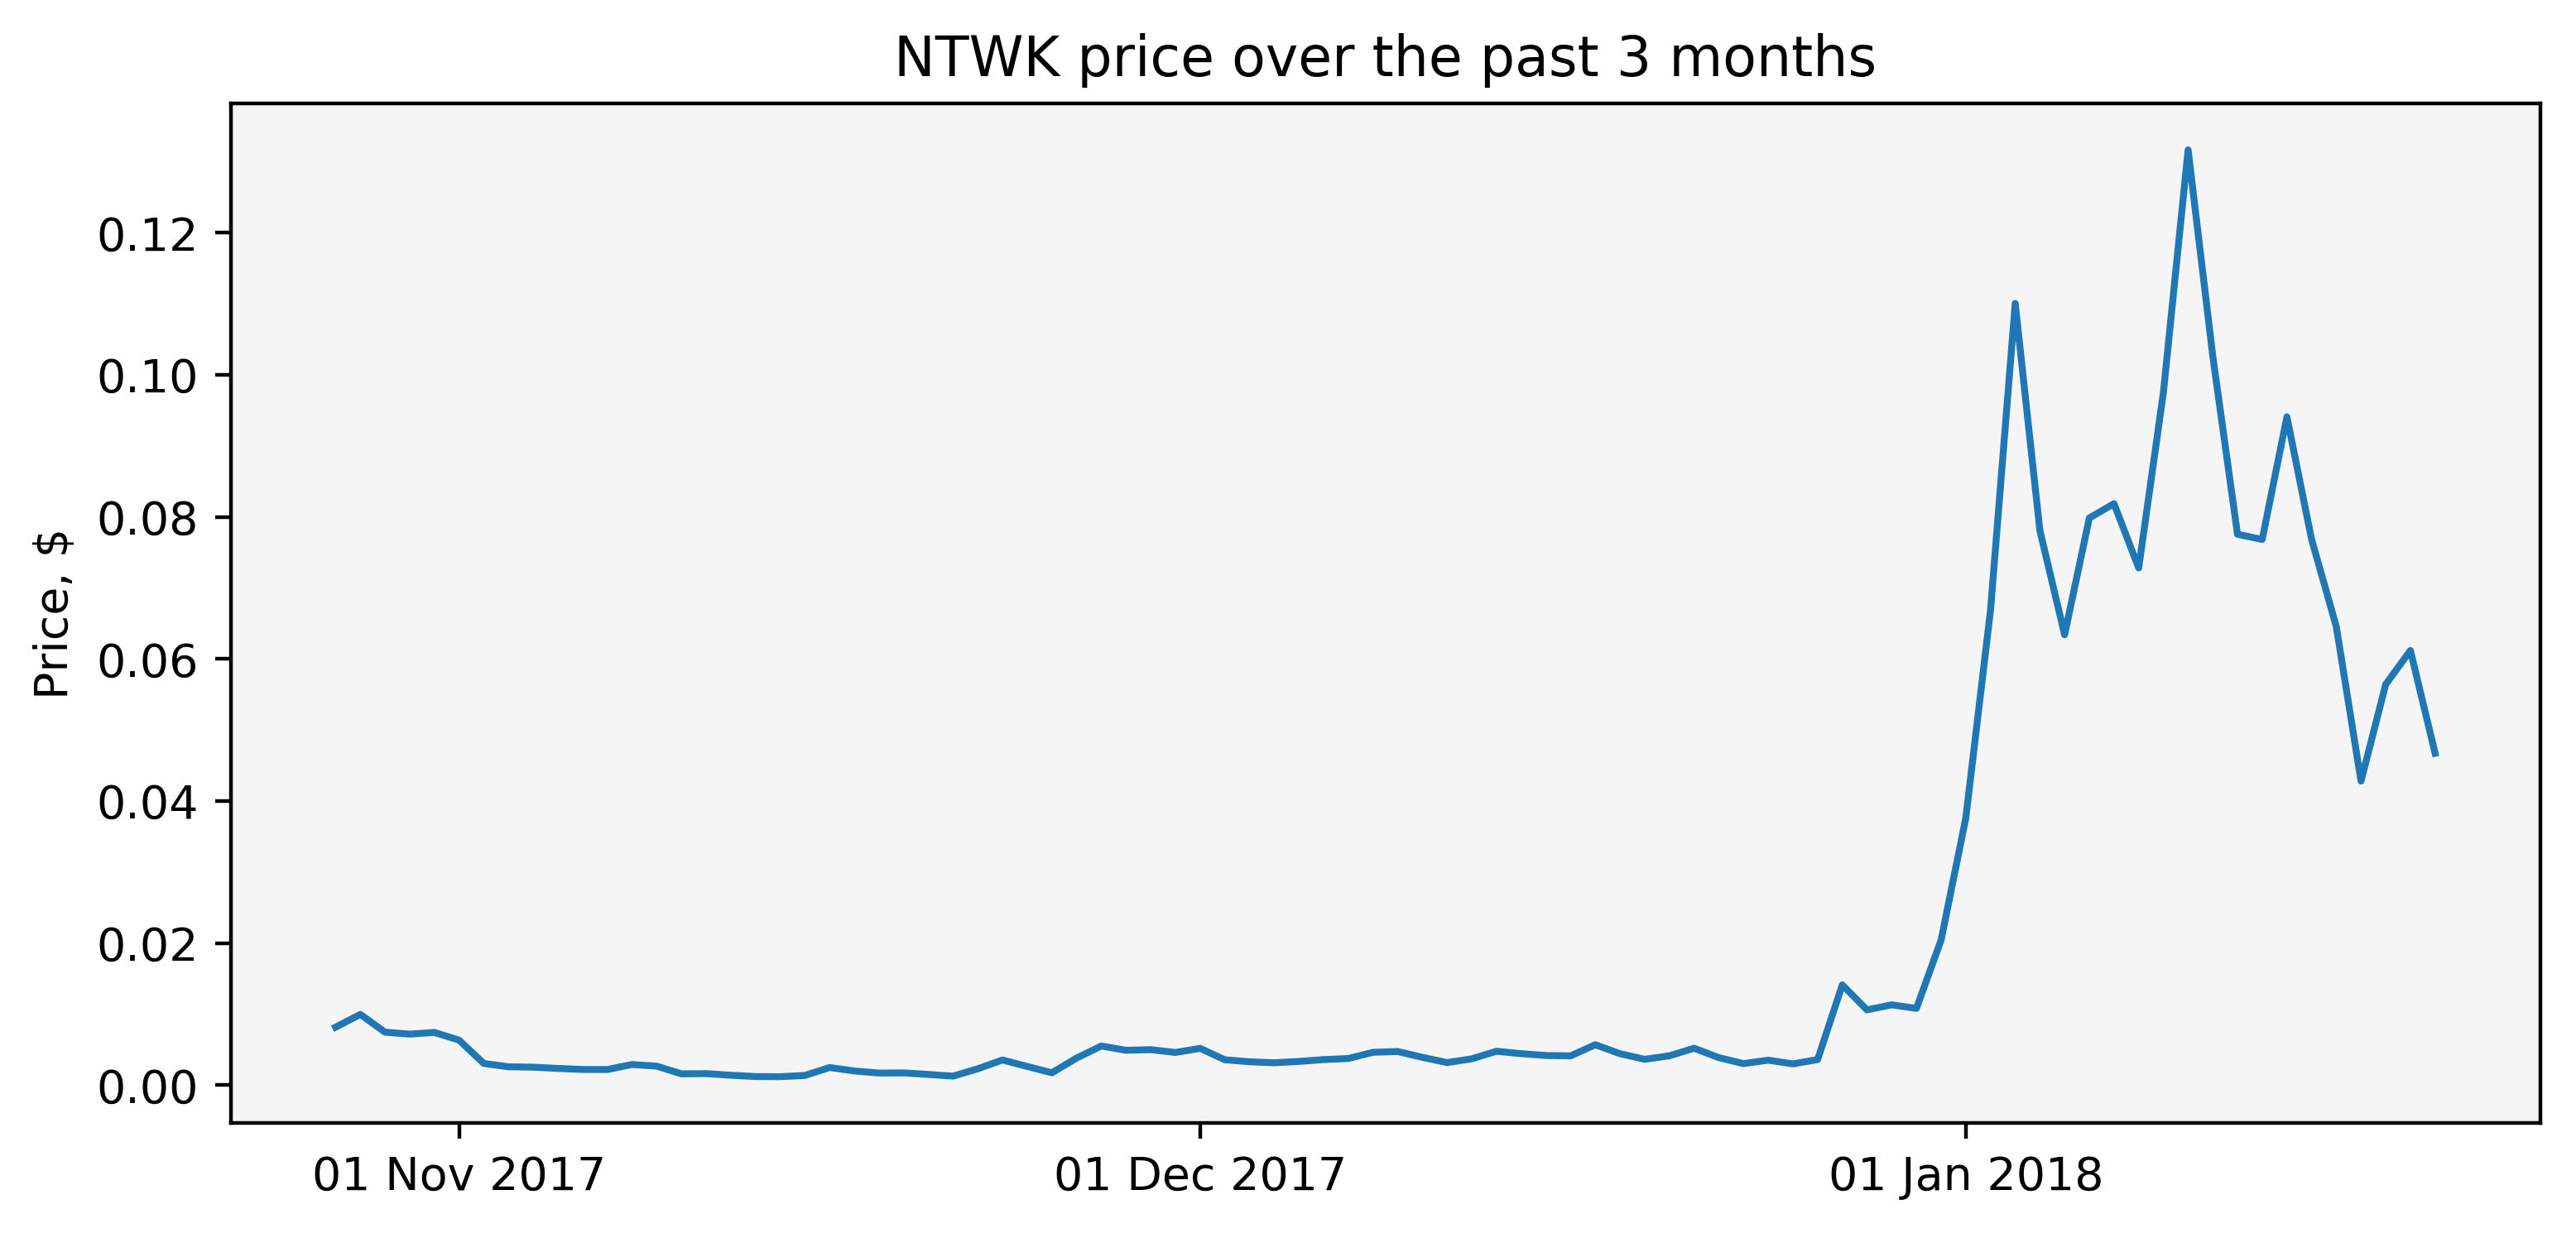 NTWK price over the past 3 months
Price, $
0.12
0.10
0.08
0.06
0.04
0.02
0.00
01 Nov 2017
01 Dec 2017
01 Jan 2018